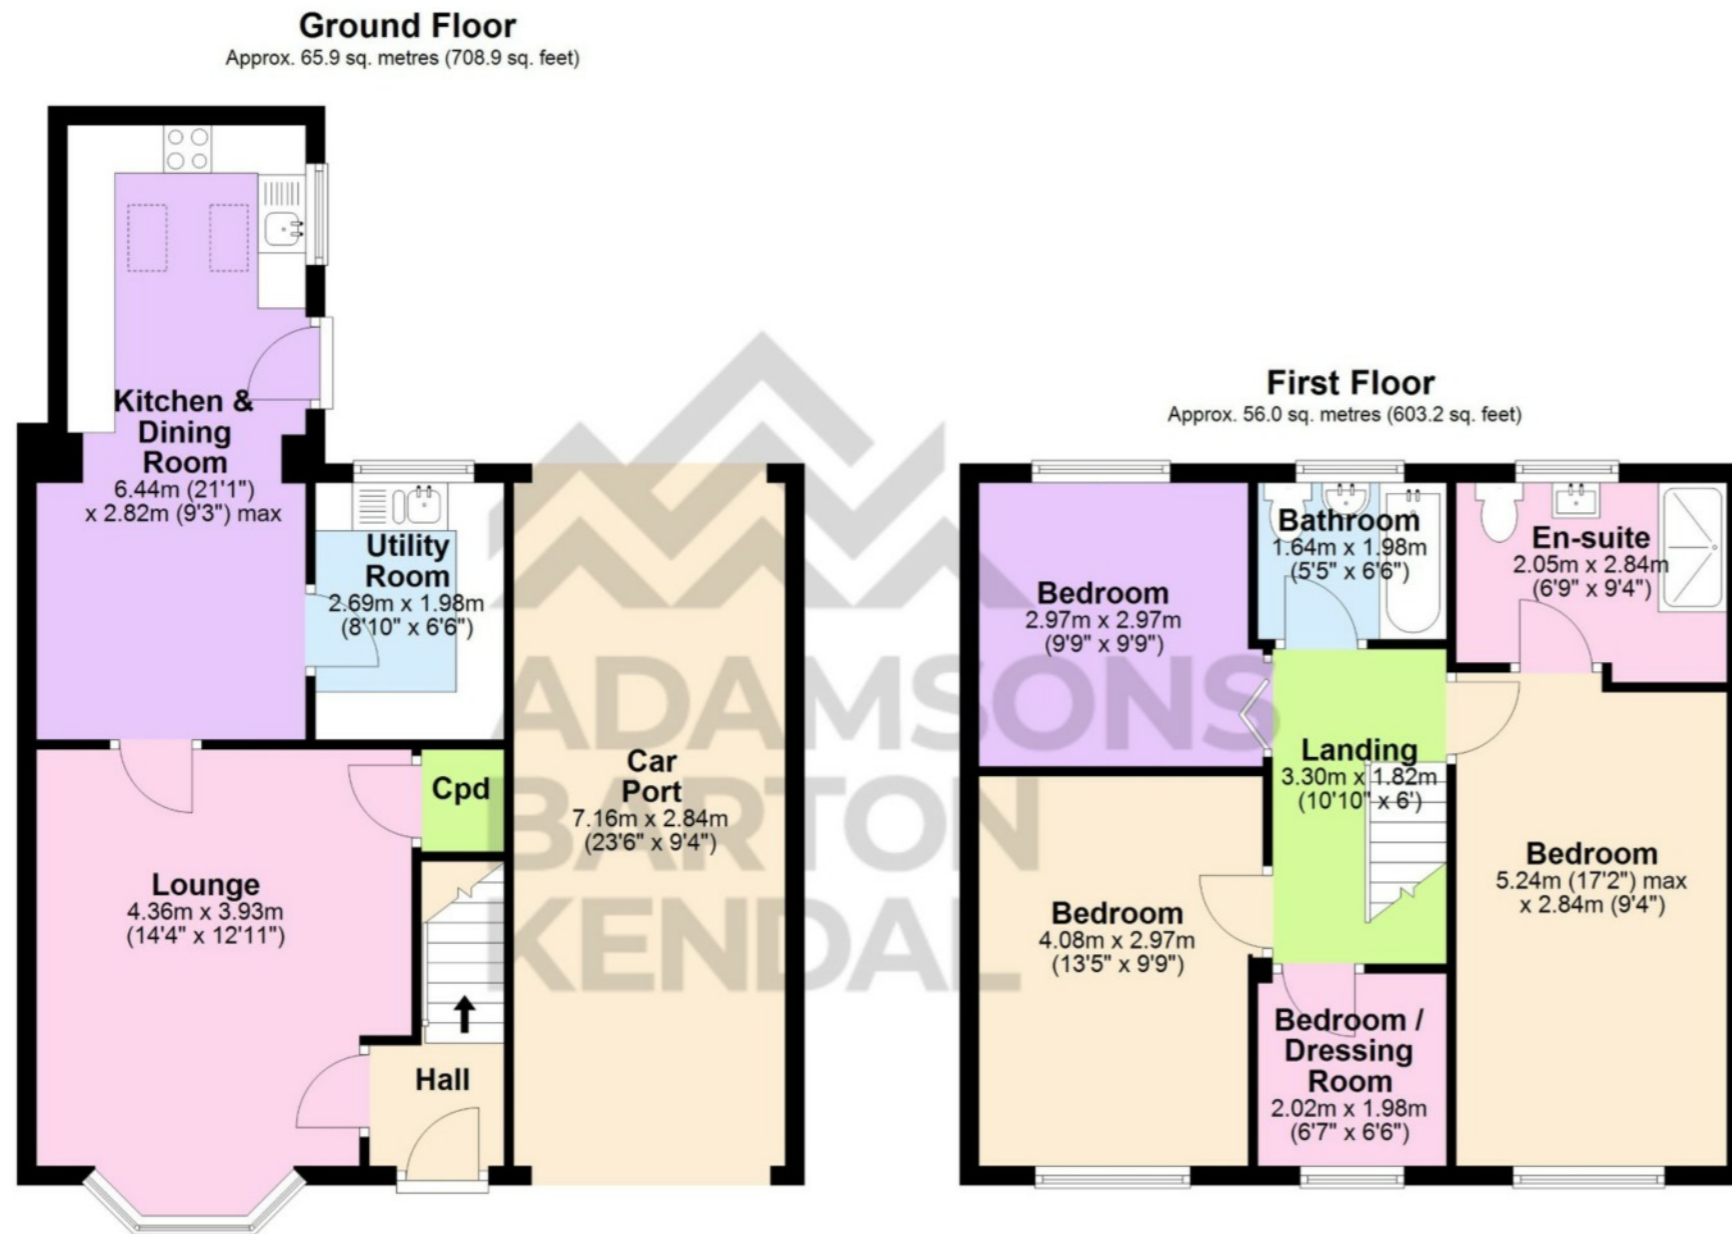 Ground Floor
Approx. 65.9 sq. metres (708.9 sq. feet)
Kitchen &
Dining
Room
6.44m (21'1")
x 2.82m (9'3") max
Utility
Room
2.69m x 1.98m
(8'10" x 6'6")
Cpd
Car
Port
7.16m x 2.84m
(23'6" x 9'4")
Lounge
4.36m x 3.93m
(14'4" x 12'11")
Hall
First Floor
Approx. 56.0 sq. metres (603.2 sq. feet)
Bedroom
2.97m x 2.97m
(9'9" x 9'9")
Bathroom
1.64m x 1.98m
(5'5" x 6'6")
En-suite
2.05m x 2.84m
(6'9" x 9'4")
Landing
3.30m x 1.82m
(10'10" x 6')
Bedroom
4.08m x 2.97m
(13'5" x 9'9")
Bedroom
5.24m (17'2") max
x 2.84m (9'4")
Bedroom /
Dressing
Room
2.02m x 1.98m
(6'7" x 6'6")
ADAMSONS
BARTON
KENDAL